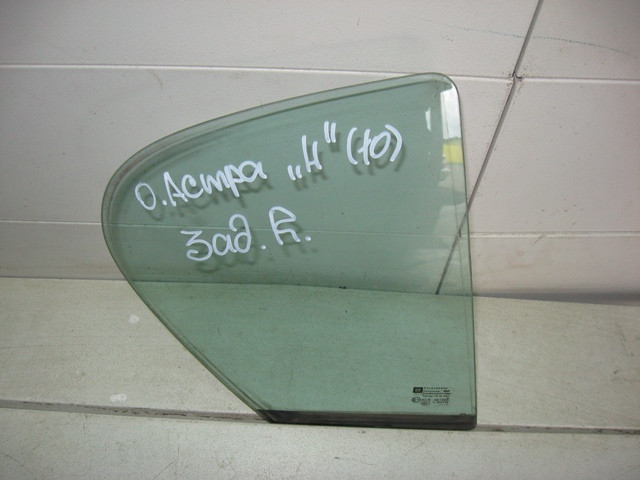 О. Астра „Н" (10)
Зад. R.